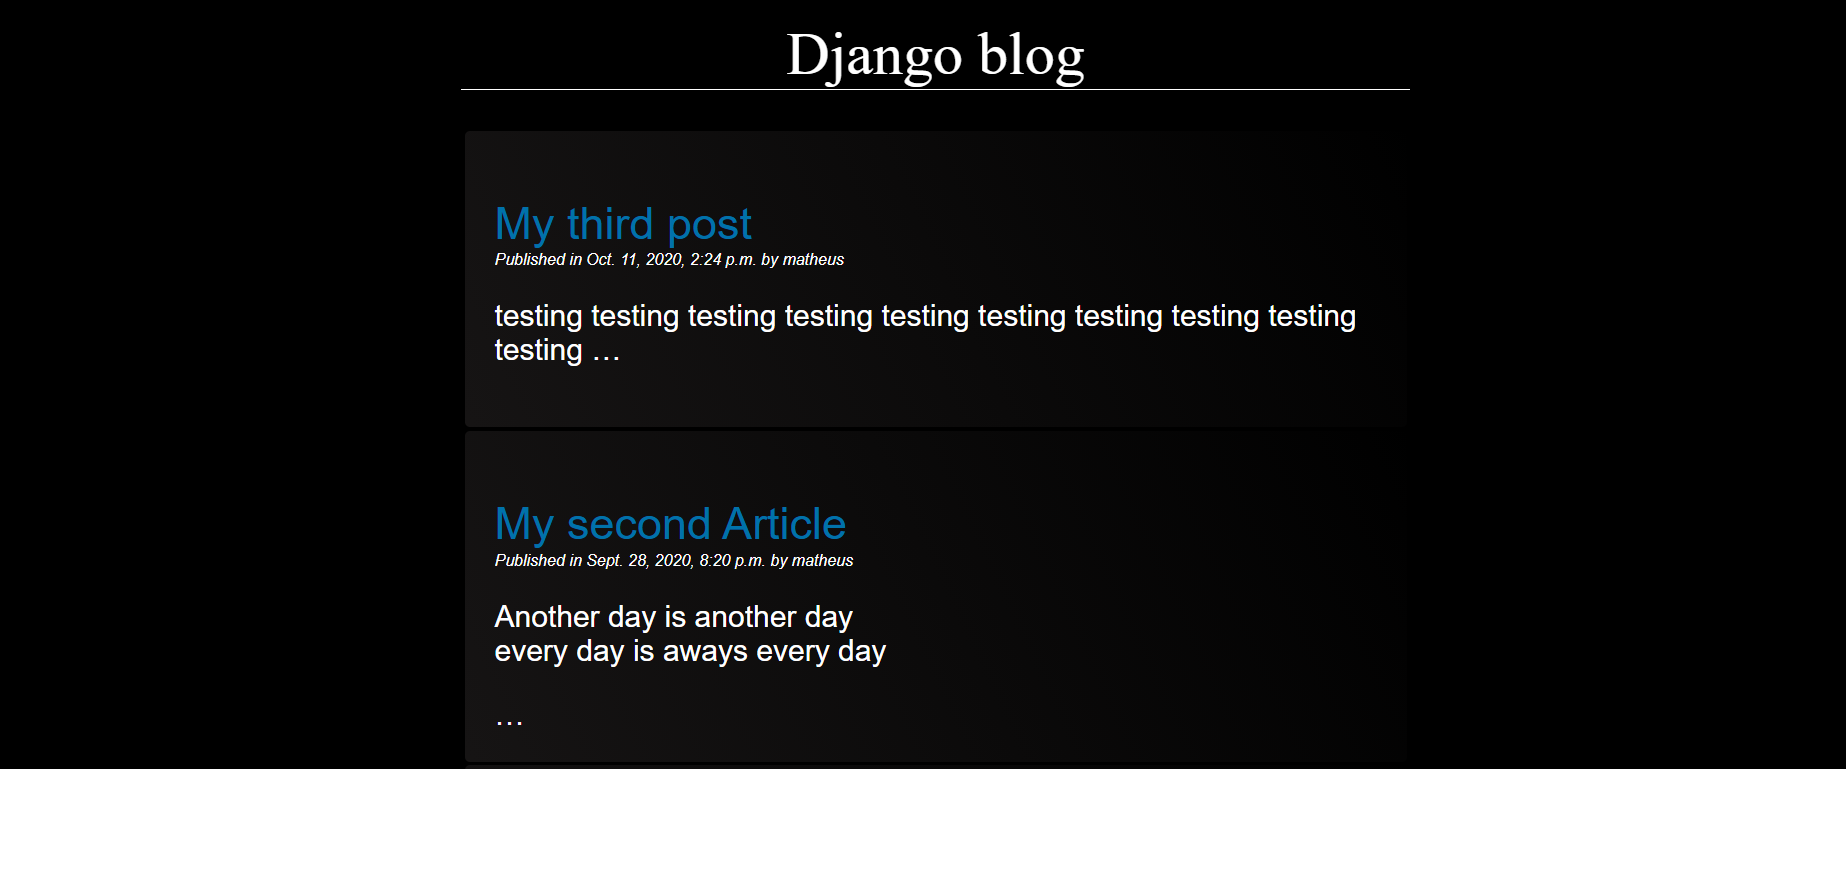 Django blog
My third post
Published in Oct. 11, 2020, 2:24 p.m. by matheus
testing testing testing testing testing testing testing testing testing
testing …
My second Article
Published in Sept. 28, 2020, 8:20 p.m. by matheus
Another day is another day
every day is aways every day
…